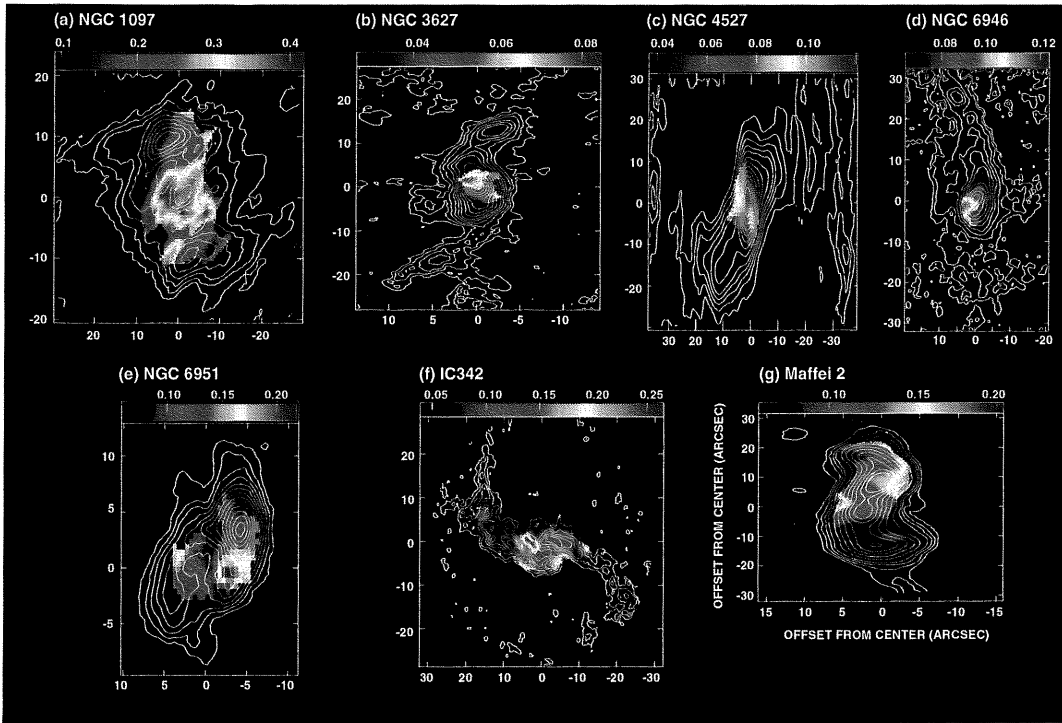 (a) NGC 1097
0.1 0.2 0.3 0.4
20
10
0
-10
-20
20 10 0 -10 -20
(b) NGC 3627
0.04 0.06 0.08
20
10
0
-10
-20
10 5 0 -5 -10
(c) NGC 4527
0.04 0.06 0.08 0.10
30
20
10
0
-10
-20
30 20 10 0 -10 -20 -30
(d) NGC 6946
0.08 0.10 0.12
30
20
10
0
-10
-20
-30
10 0 -10 -20
(e) NGC 6951
0.10 0.15 0.20
10
5
0
-5
10 5 0 -5 -10
(f) IC342
0.05 0.10 0.15 0.20 0.25
20
10
0
-10
-20
30 20 10 0 -10 -20 -30
(g) Maffei 2
0.10 0.15 0.20
OFFSET FROM CENTER (ARCSEC)
30
20
10
0
-10
-20
-30
15 10 5 0 -5 -10 -15
OFFSET FROM CENTER (ARCSEC)